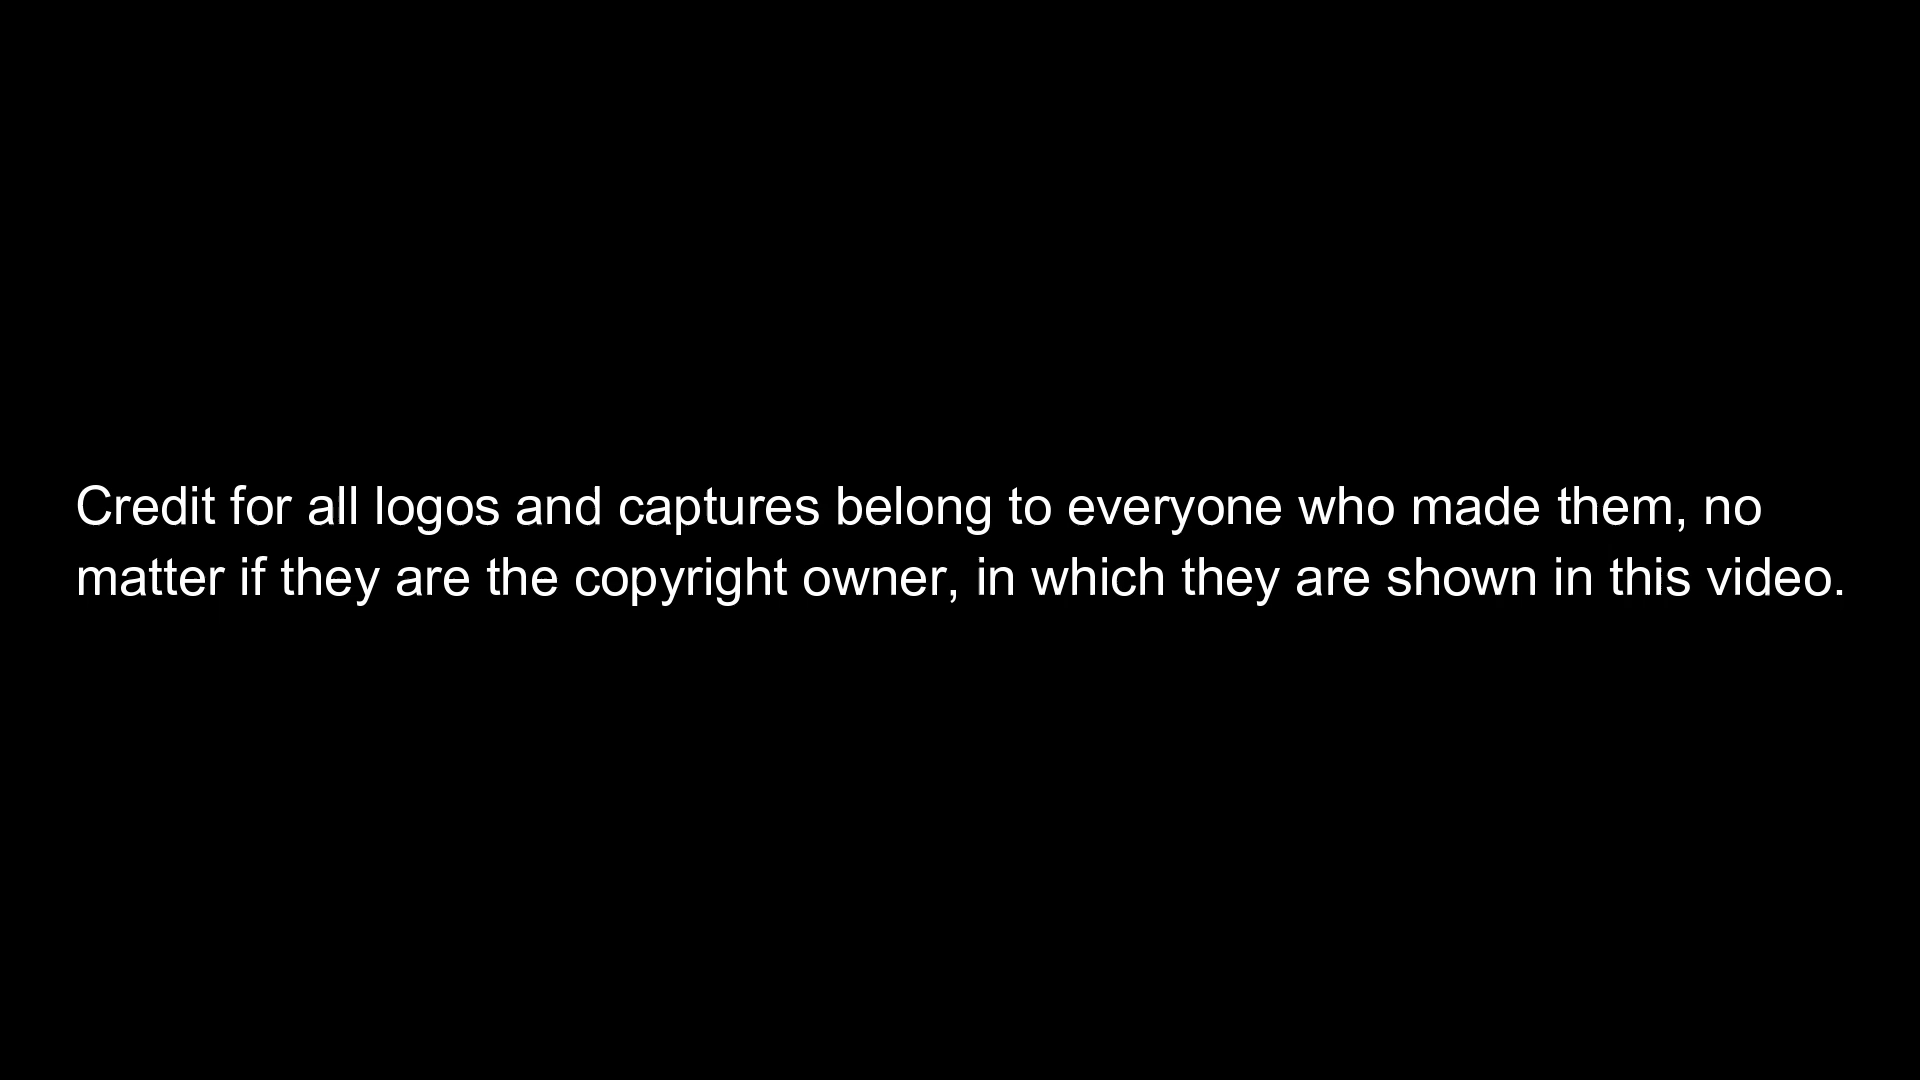 Credit for all logos and captures belong to everyone who made them, no
matter if they are the copyright owner, in which they are shown in this video.